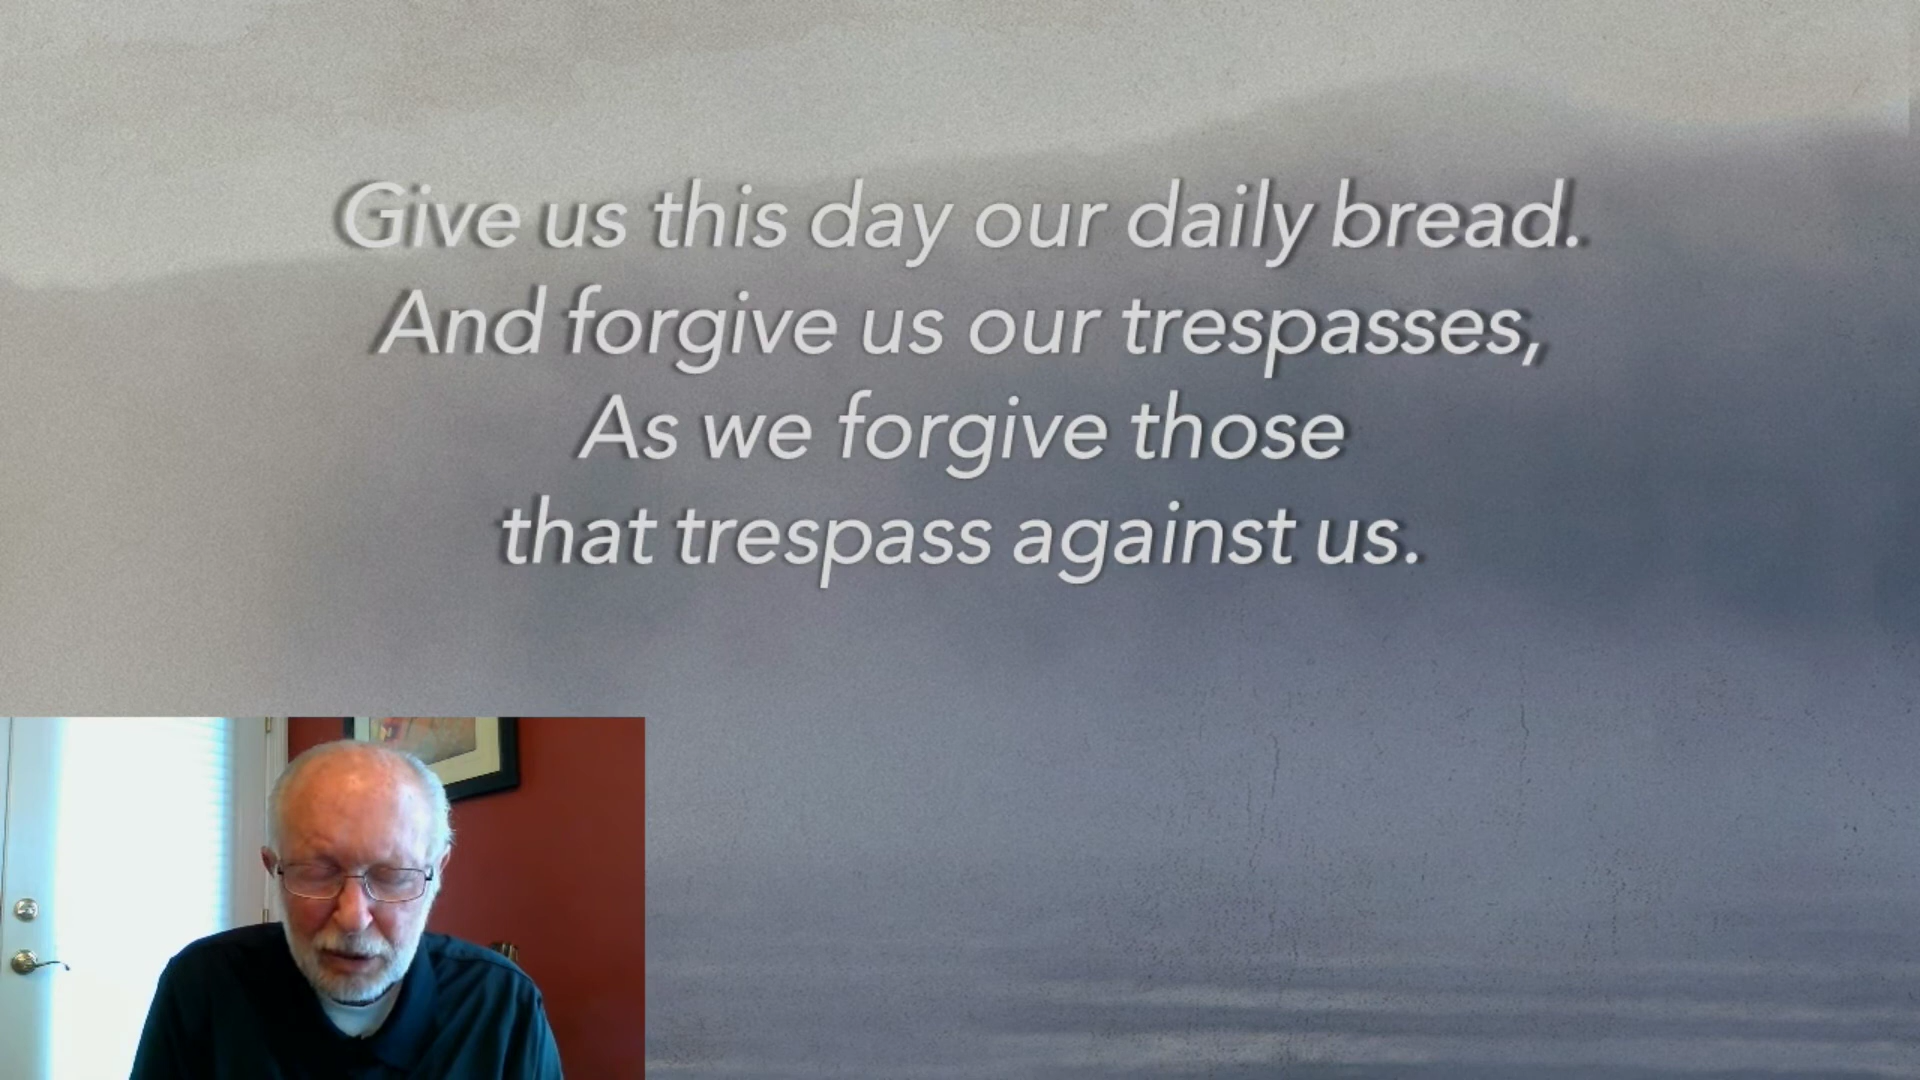 Give us this day our daily bread.
And forgive us our trespasses,
As we forgive those
that trespass against us.